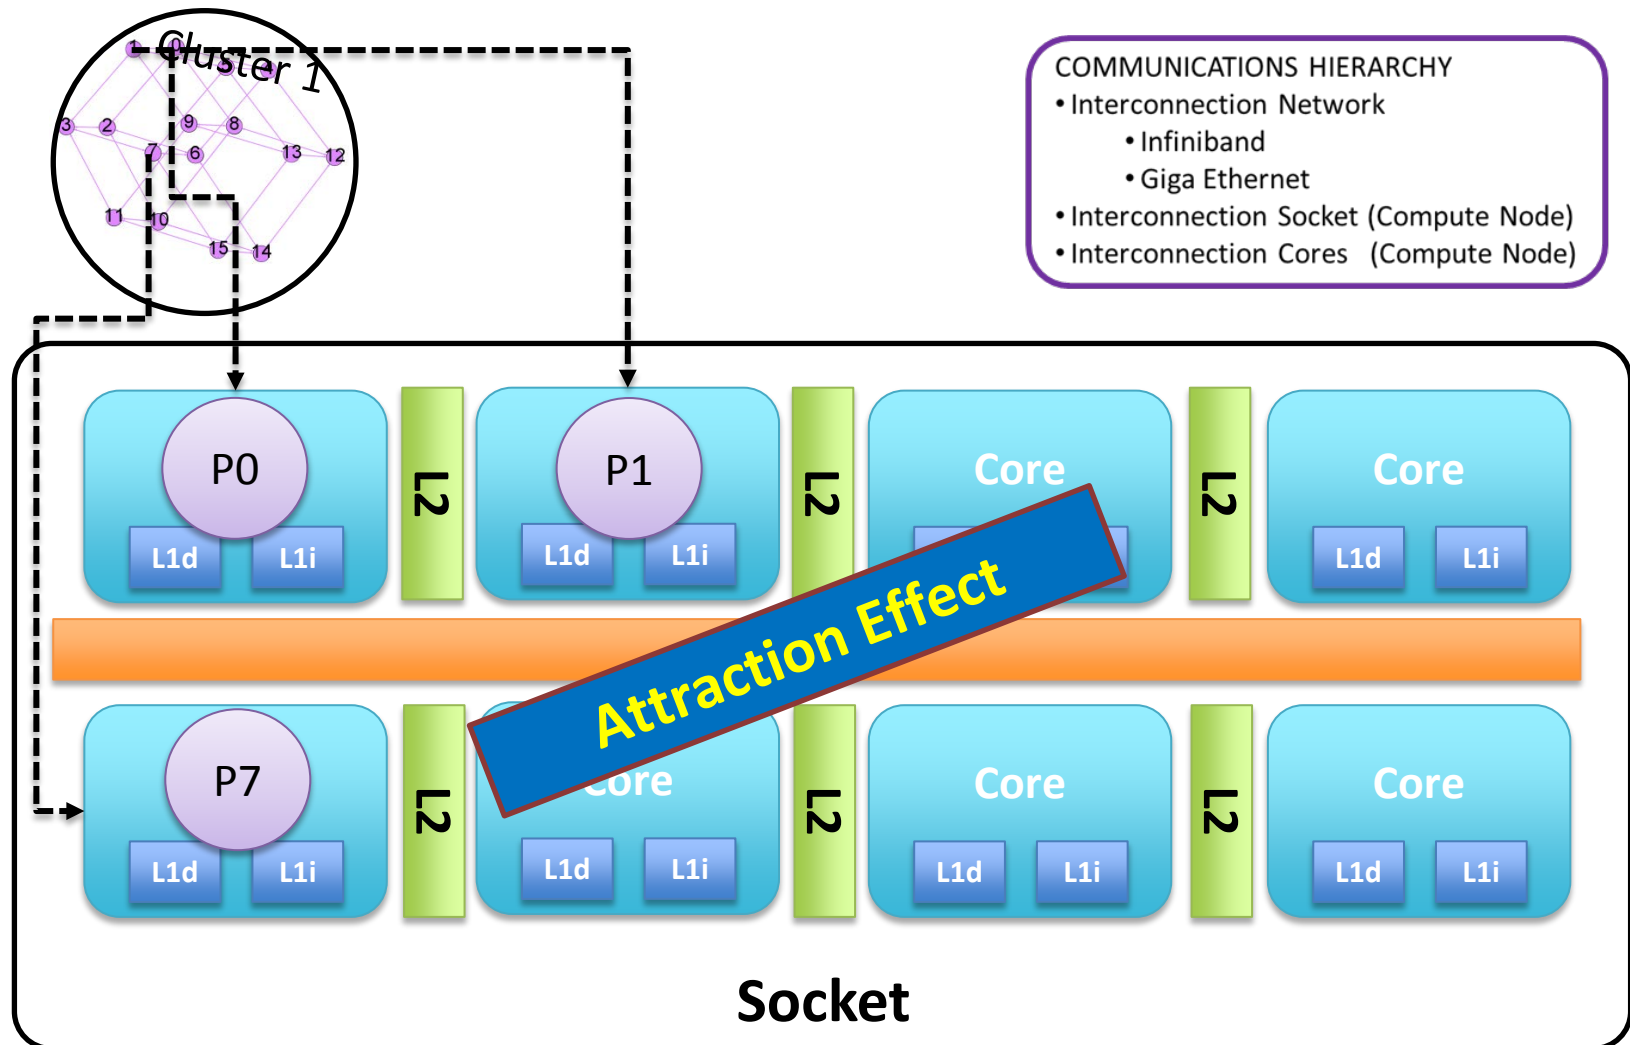 Cluster 1
1
0
5
4
3
2
9
8
7
6
13
12
11
10
15
14
COMMUNICATIONS HIERARCHY
• Interconnection Network
• Infiniband
• Giga Ethernet
• Interconnection Socket (Compute Node)
• Interconnection Cores (Compute Node)
P0
L1d
L1i
L2
P1
L1d
L1i
L2
Core
L2
Core
L1d
L1i
Attraction Effect
P7
L1d
L1i
L2
Core
L1d
L1i
L2
Core
L1d
L1i
L2
Core
L1d
L1i
Socket